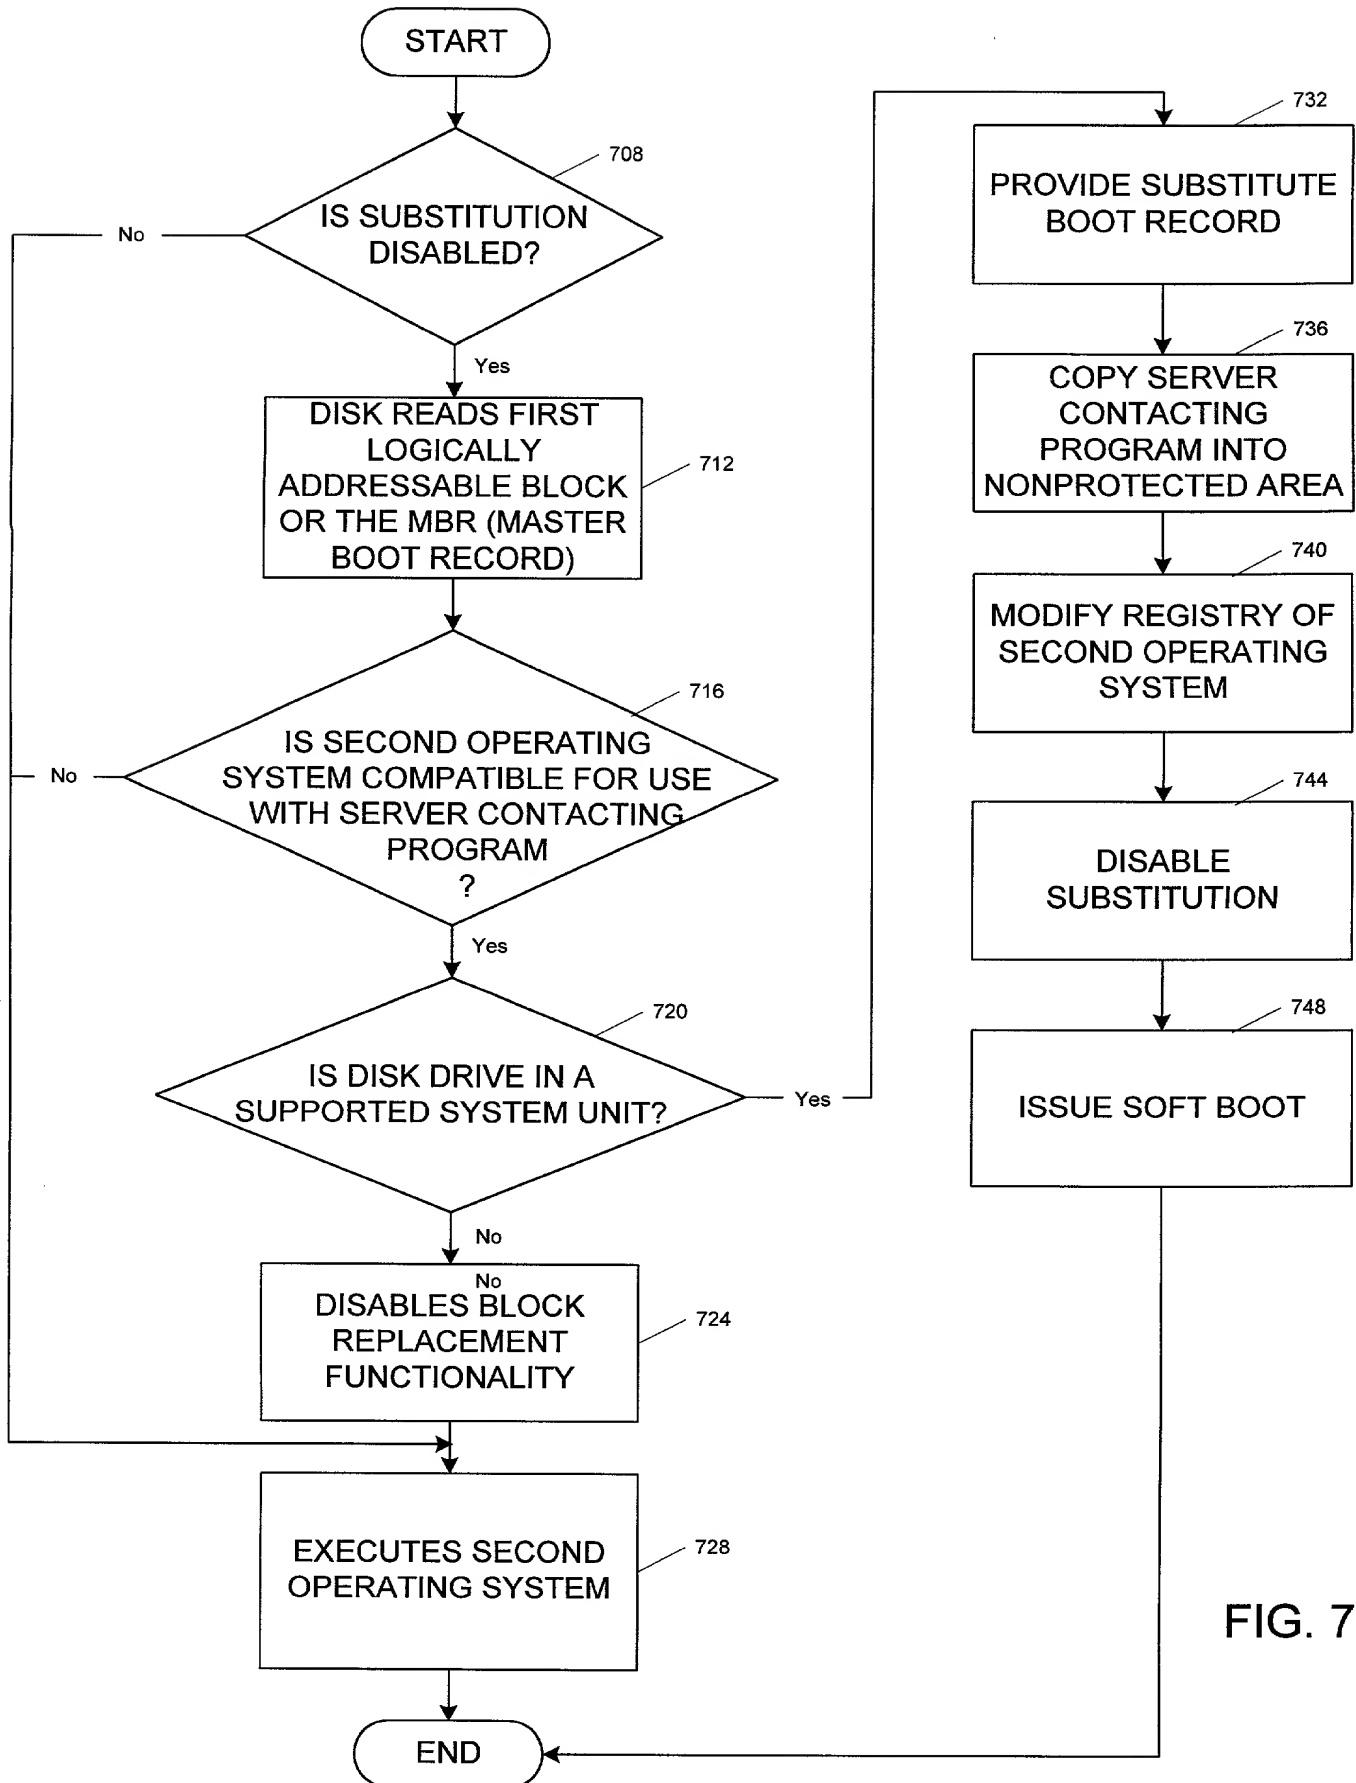 START
708
IS SUBSTITUTION
DISABLED?
No
Yes
DISK READS FIRST
LOGICALLY
ADDRESSABLE BLOCK
OR THE MBR (MASTER
BOOT RECORD)
712
716
IS SECOND OPERATING
SYSTEM COMPATIBLE FOR USE
WITH SERVER CONTACTING
PROGRAM
?
No
Yes
720
IS DISK DRIVE IN A
SUPPORTED SYSTEM UNIT?
Yes
No
No
DISABLES BLOCK
REPLACEMENT
FUNCTIONALITY
724
EXECUTES SECOND
OPERATING SYSTEM
728
END
732
PROVIDE SUBSTITUTE
BOOT RECORD
736
COPY SERVER
CONTACTING
PROGRAM INTO
NONPROTECTED AREA
740
MODIFY REGISTRY OF
SECOND OPERATING
SYSTEM
744
DISABLE
SUBSTITUTION
748
ISSUE SOFT BOOT
FIG. 7